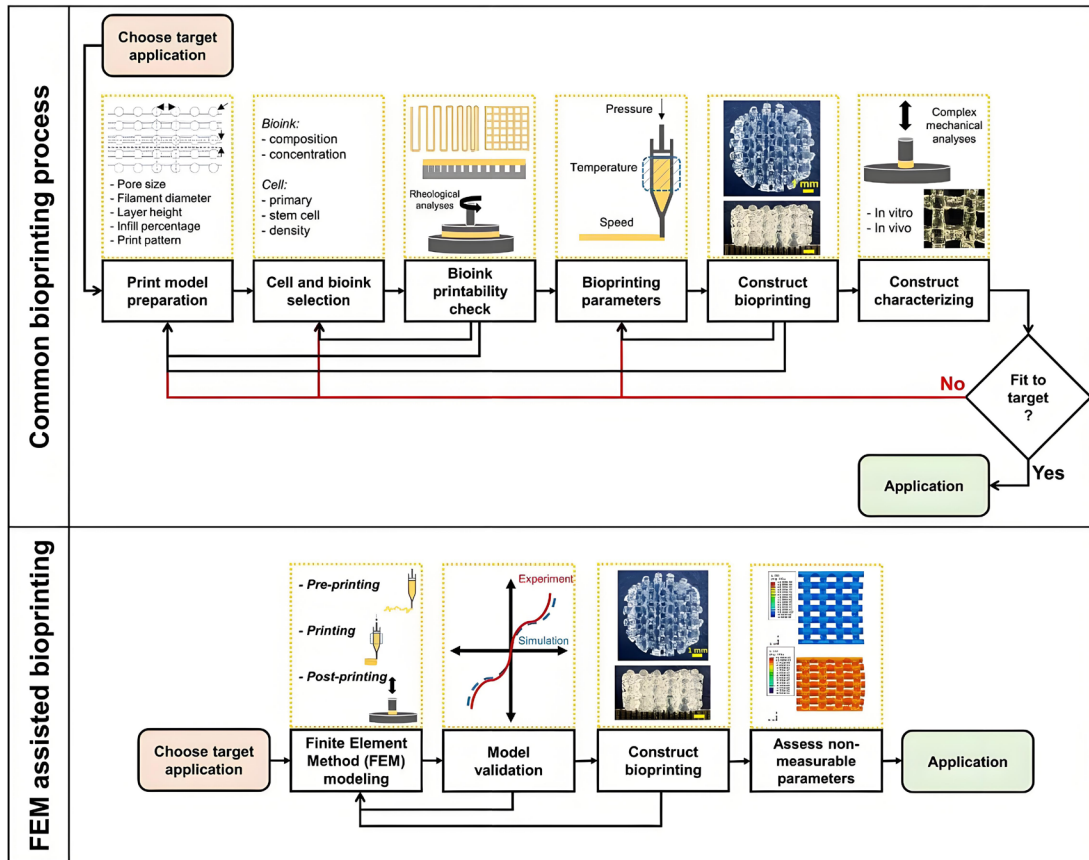 Common bioprinting process
Choose target
application
- Pore size
- Filament diameter
- Layer height
- Infill percentage
- Print pattern
Bioink:
- composition
- concentration
Cell:
- primary
- stem cell
- density
Rheological
analyses
Pressure
Temperature
Speed
1 mm
Complex
mechanical
analyses
- In vitro
- In vivo
Print model
preparation
Cell and bioink
selection
Bioink
printability
check
Bioprinting
parameters
Construct
bioprinting
Construct
characterizing
No
Fit to
target
?
Yes
Application
FEM assisted bioprinting
- Pre-printing
- Printing
- Post-printing
Experiment
Simulation
1 mm
Choose target
application
Finite Element
Method (FEM)
modeling
Model
validation
Construct
bioprinting
Assess non-
measurable
parameters
Application